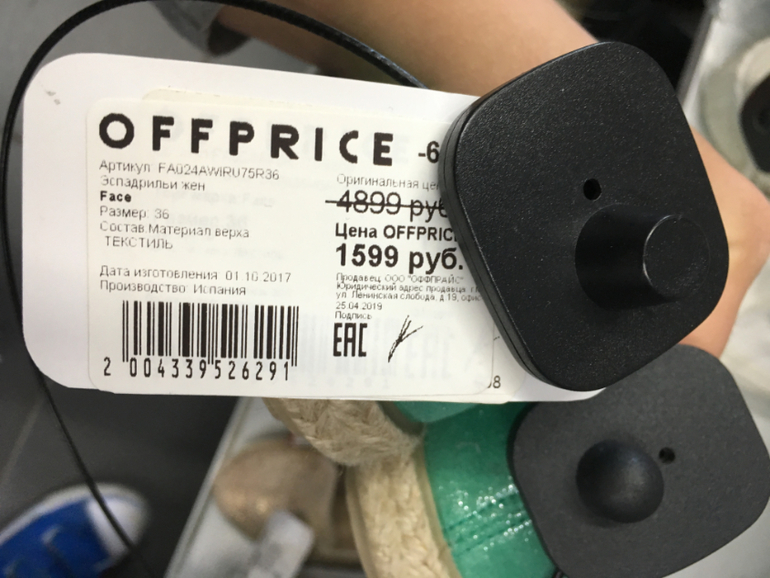 OFFPRICE -6
Артикул: FA024AWIRU75R36
Эспадрильи жен
Face
Размер: 36
Состав:Материал верха
ТЕКСТИЛЬ
Дата изготовления 01.10.2017
Производство: Испания
2 004339 526291
Оригинальная
4899 руб
Цена OFFPRIC
1599 руб.
Продавец: ООО "ОФФПРАЙС"
Юридический адрес продавца,
ул. Ленинская слобода, д 19,
25.04.2019
Подпись
EAC